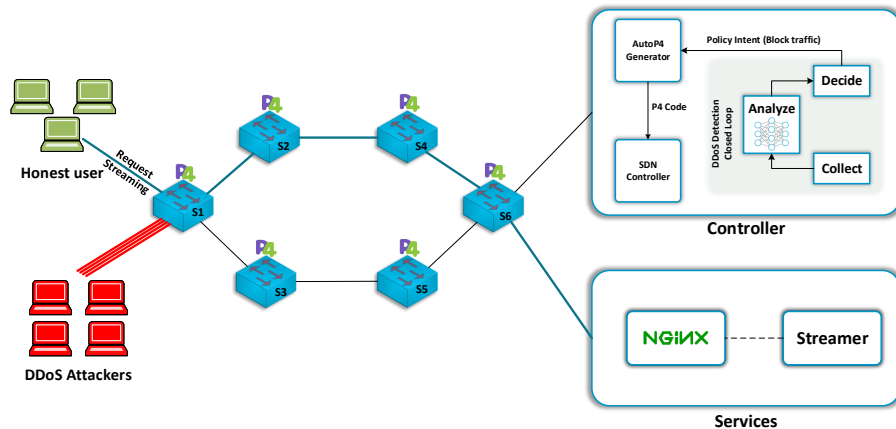 Honest user
Request
Streaming
DDoS Attackers
P4
S1
P4
S2
P4
S3
P4
S4
P4
S5
P4
S6
AutoP4
Generator
Policy Intent (Block traffic)
P4 Code
SDN
Controller
DDoS Detection
Closed Loop
Decide
Analyze
Collect
Controller
NGINX
Streamer
Services